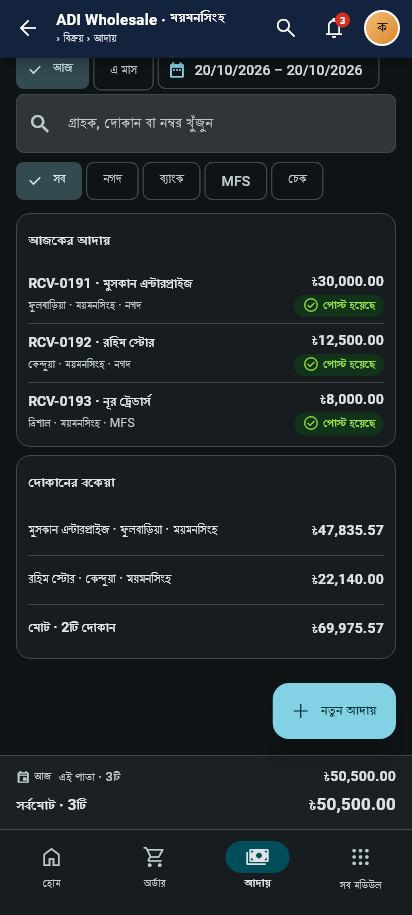 ADI Wholesale · ময়মনসিংহ
› বিক্রয় › আদায়
3
ক
আজ
এ মাস
20/10/2026 – 20/10/2026
গ্রাহক, দোকান বা নম্বর খুঁজুন
সব
নগদ
ব্যাংক
MFS
চেক
আজকের আদায়
RCV-0191 · মুসকান এন্টারপ্রাইজ
৳30,000.00
ফুলবাড়িয়া · ময়মনসিংহ · নগদ
পোস্ট হয়েছে
RCV-0192 · রহিম স্টোর
৳12,500.00
কেন্দুয়া · ময়মনসিংহ · নগদ
পোস্ট হয়েছে
RCV-0193 · নূর ট্রেডার্স
৳8,000.00
ত্রিশাল · ময়মনসিংহ · MFS
পোস্ট হয়েছে
দোকানের বকেয়া
মুসকান এন্টারপ্রাইজ · ফুলবাড়িয়া · ময়মনসিংহ
৳47,835.57
রহিম স্টোর · কেন্দুয়া · ময়মনসিংহ
৳22,140.00
মোট · 2টি দোকান
৳69,975.57
নতুন আদায়
আজ এই পাতা · 3টি
৳50,500.00
সর্বমোট · 3টি
৳50,500.00
হোম
অর্ডার
আদায়
সব মডিউল